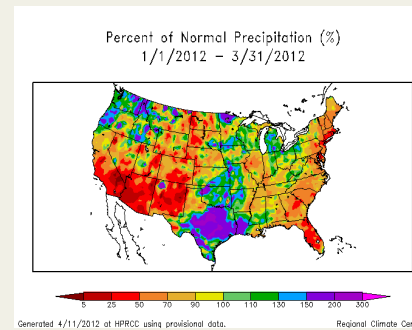 Percent of Normal Precipitation (%)
1/1/2012 – 3/31/2012
5 25 50 70 90 100 110 130 150 200 300
Generated 4/11/2012 at HPRCC using provisional data.
Regional Climate Cen